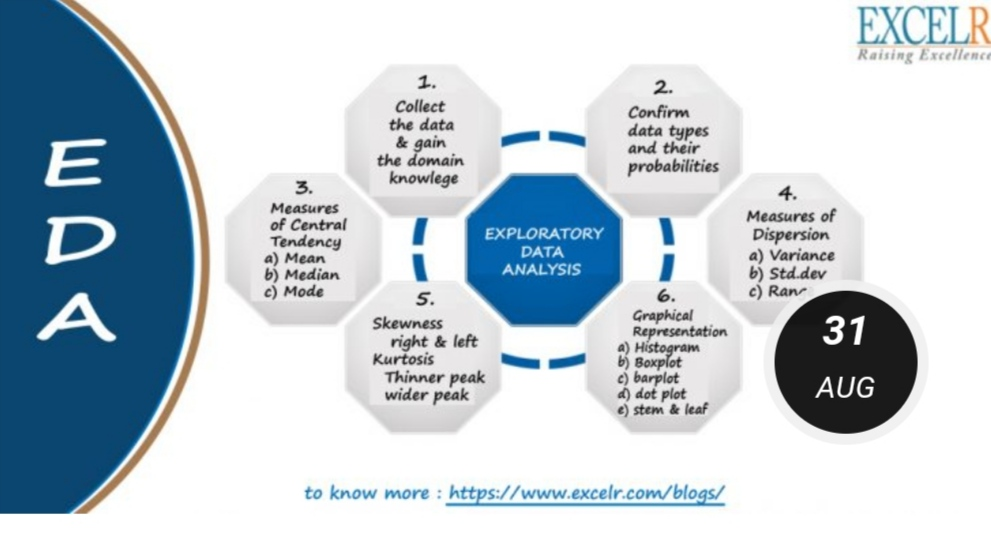 EXCELR
Raising Excellence
E
D
A
1.
Collect
the data
& gain
the domain
knowlege
2.
Confirm
data types
and their
probabilities
3.
Measures
of Central
Tendency
a) Mean
b) Median
c) Mode
EXPLORATORY
DATA
ANALYSIS
4.
Measures of
Dispersion
a) Variance
b) Std.dev
c)
5.
Skewness
right & left
Kurtosis
Thinner peak
wider peak
6.
Graphical
Representation
a) Histogram
b) Boxplot
c) barplot
d) dot plot
e) stem & leaf
31
AUG
to know more : https://www.excelr.com/blogs/